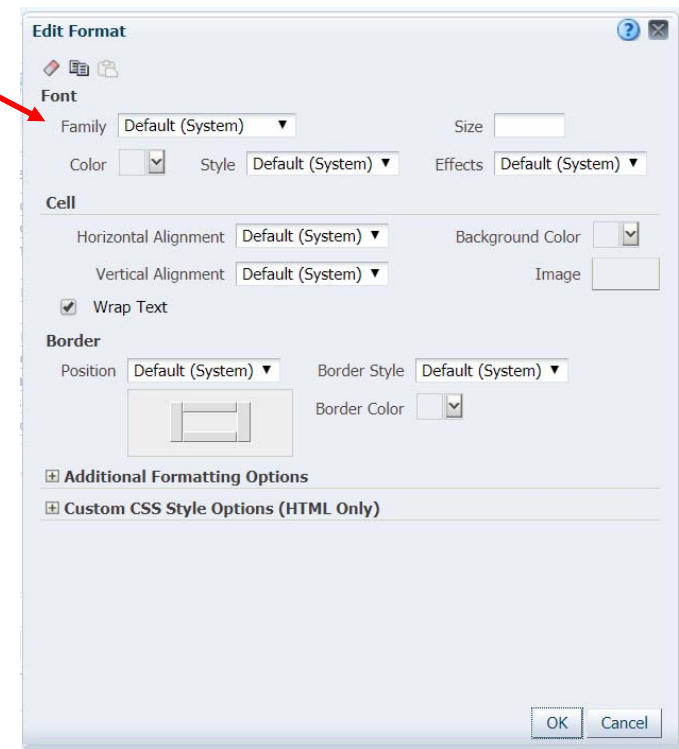 Edit Format
Font
Family Default (System) Size
Color Style Default (System) Effects Default (System)
Cell
Horizontal Alignment Default (System) Background Color
Vertical Alignment Default (System) Image
Wrap Text
Border
Position Default (System) Border Style Default (System)
Border Color
Additional Formatting Options
Custom CSS Style Options (HTML Only)
OK Cancel